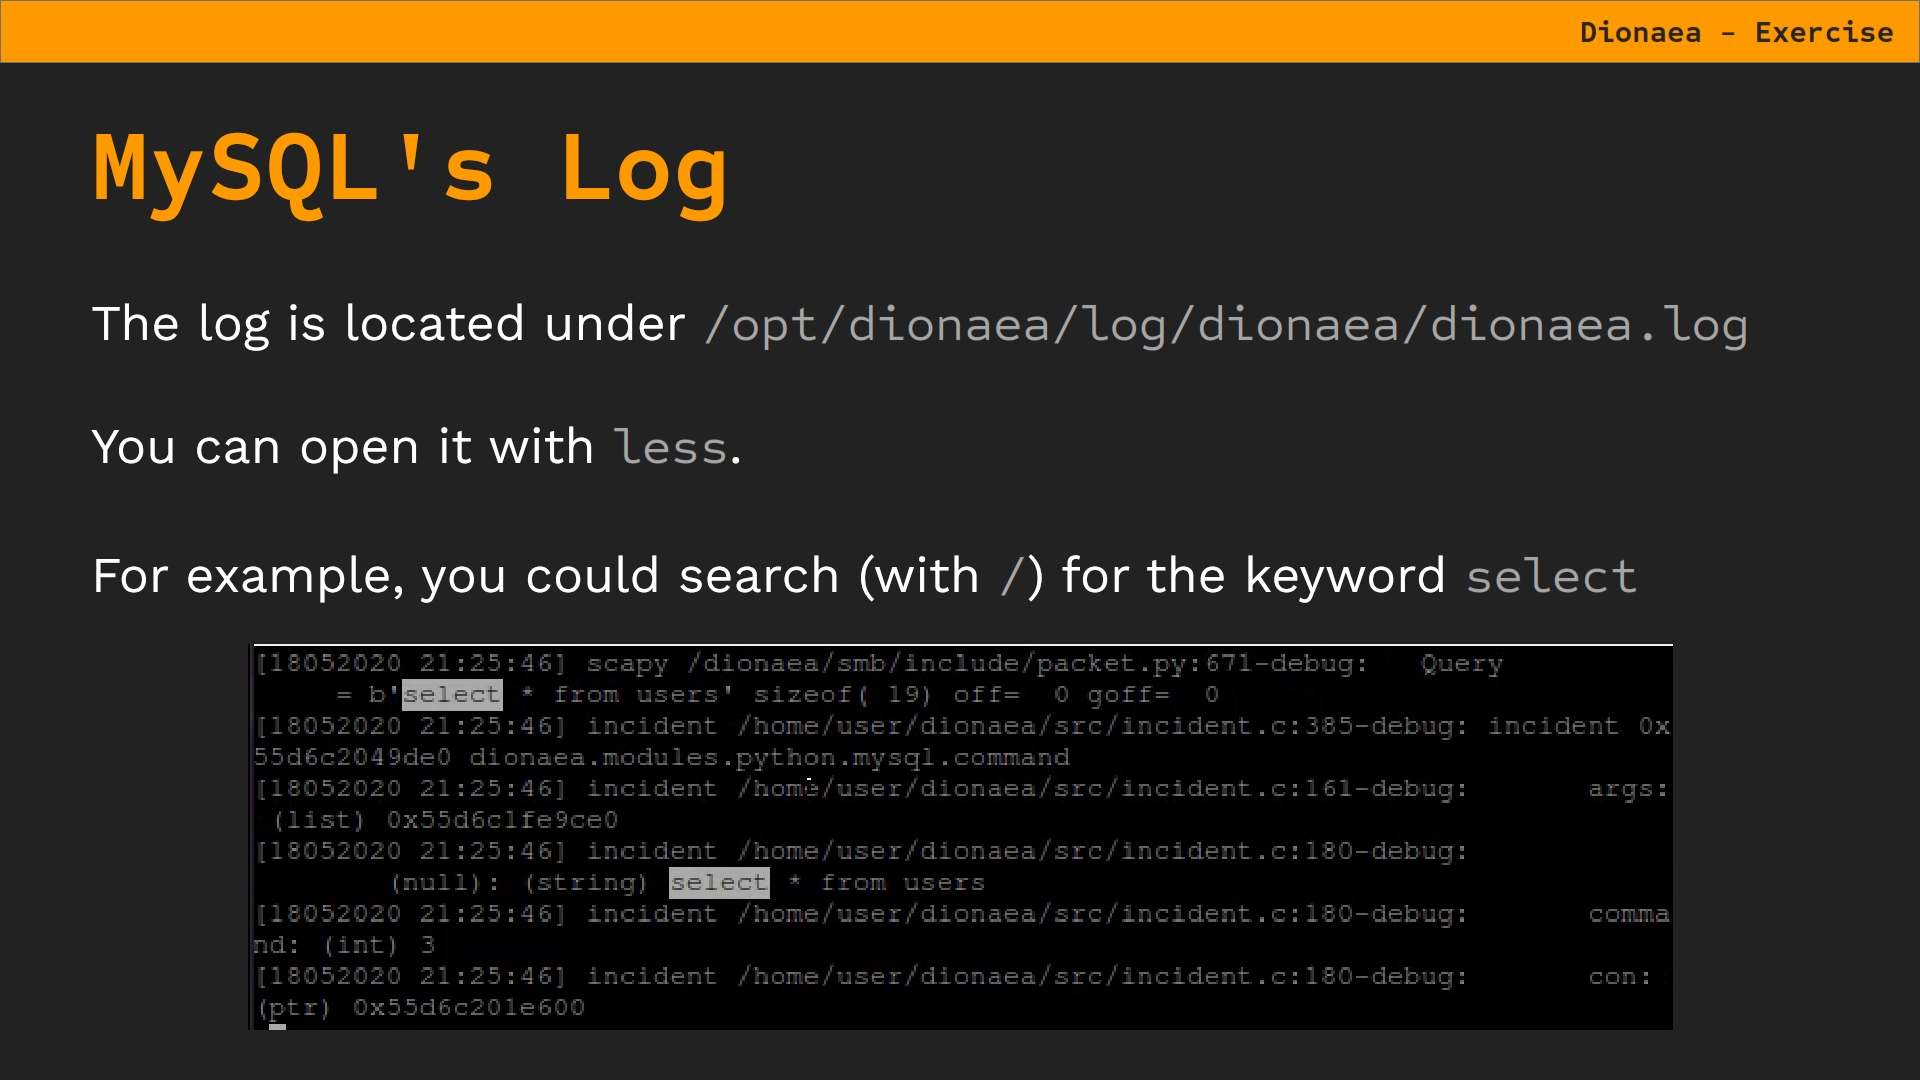 Dionaea – Exercise
MySQL's Log
The log is located under /opt/dionaea/log/dionaea/dionaea.log
You can open it with less.
For example, you could search (with /) for the keyword select
[18052020 21:25:46] scapy /dionaea/smb/include/packet.py:671-debug:   Query
     = b'select * from users' sizeof( 19) off=  0 goff=  0
[18052020 21:25:46] incident /home/user/dionaea/src/incident.c:385-debug: incident 0x
55d6c2049de0 dionaea.modules.python.mysql.command
[18052020 21:25:46] incident /home/user/dionaea/src/incident.c:161-debug:       args:
 (list) 0x55d6c1fe9ce0
[18052020 21:25:46] incident /home/user/dionaea/src/incident.c:180-debug:
        (null): (string) select * from users
[18052020 21:25:46] incident /home/user/dionaea/src/incident.c:180-debug:       comma
nd: (int) 3
[18052020 21:25:46] incident /home/user/dionaea/src/incident.c:180-debug:       con:
(ptr) 0x55d6c201e600